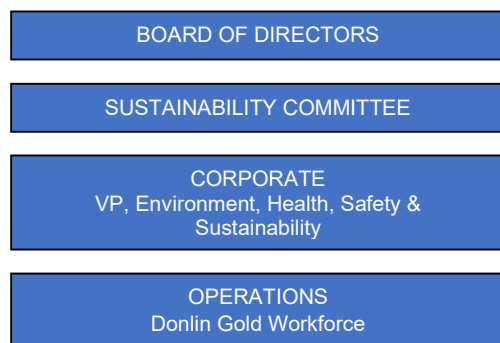 BOARD OF DIRECTORS
SUSTAINABILITY COMMITTEE
CORPORATE
VP, Environment, Health, Safety &
Sustainability
OPERATIONS
Donlin Gold Workforce